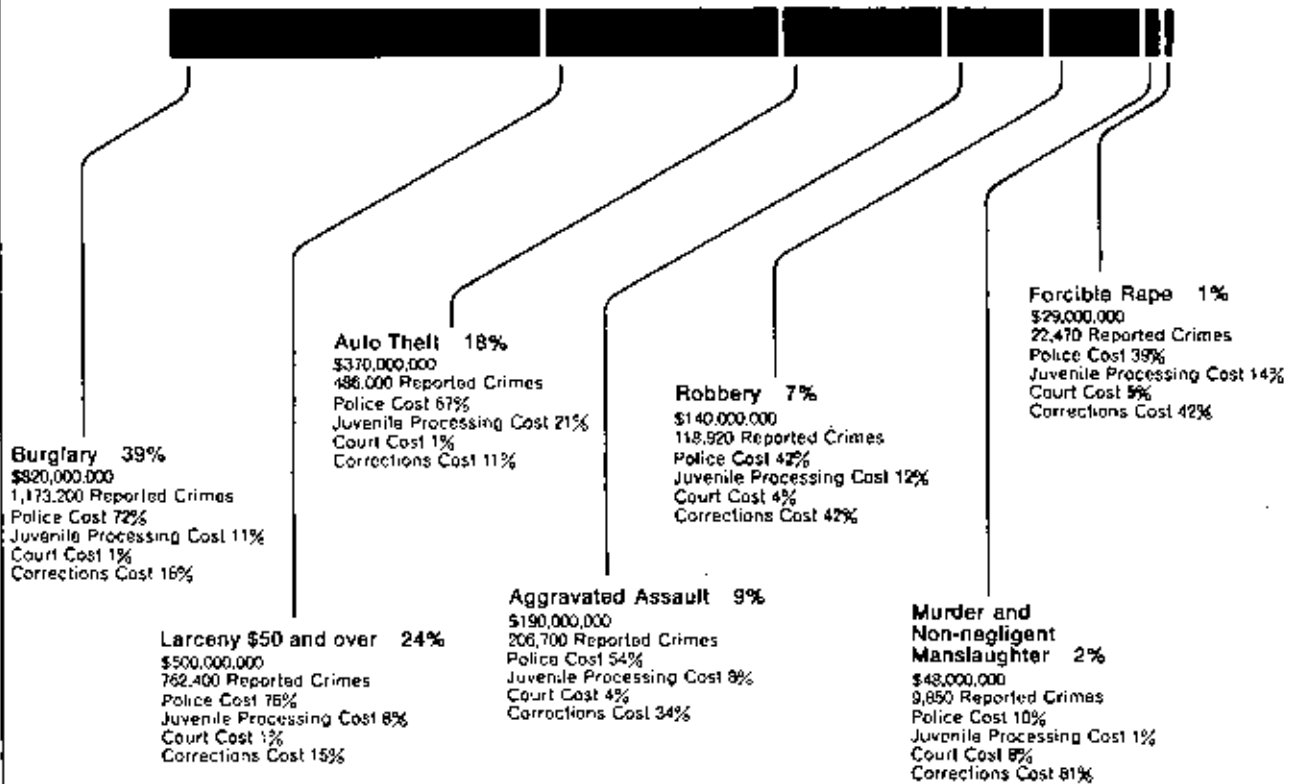 Forcible Rape 1%
$29,000,000
22,470 Reported Crimes
Police Cost 39%
Juvenile Processing Cost 14%
Court Cost 5%
Corrections Cost 42%
Auto Theft 18%
$370,000,000
486,000 Reported Crimes
Police Cost 67%
Juvenile Processing Cost 21%
Court Cost 1%
Corrections Cost 11%
Robbery 7%
$140,000,000
118,920 Reported Crimes
Police Cost 42%
Juvenile Processing Cost 12%
Court Cost 4%
Corrections Cost 42%
Burglary 39%
$820,000,000
1,173,200 Reported Crimes
Police Cost 72%
Juvenile Processing Cost 11%
Court Cost 1%
Corrections Cost 16%
Aggravated Assault 9%
$190,000,000
206,700 Reported Crimes
Police Cost 54%
Juvenile Processing Cost 8%
Court Cost 4%
Corrections Cost 34%
Murder and
Non-negligent
Manslaughter 2%
$48,000,000
9,850 Reported Crimes
Police Cost 10%
Juvenile Processing Cost 1%
Court Cost 8%
Corrections Cost 81%
Larceny $50 and over 24%
$500,000,000
762,400 Reported Crimes
Police Cost 76%
Juvenile Processing Cost 8%
Court Cost 1%
Corrections Cost 15%